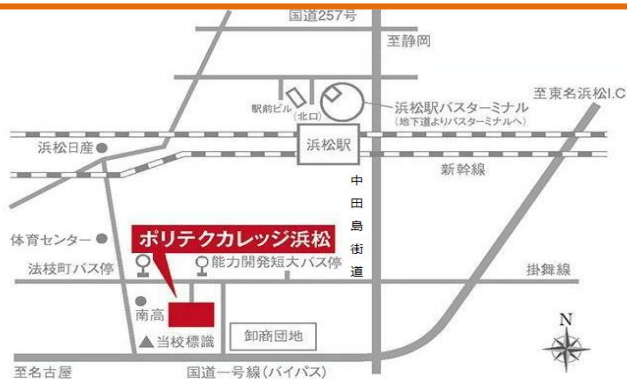 国道257号
至静岡
駅前ビル
(北口)
浜松駅バスターミナル
(地下道よりバスターミナルへ)
至東名浜松I.C
浜松日産
浜松駅
新幹線
中田島街道
体育センター
ポリテクカレッジ浜松
法枝町バス停
能力開発短大バス停
掛舞線
南高
当校標識
卸商団地
N
至名古屋
国道一号線(バイパス)